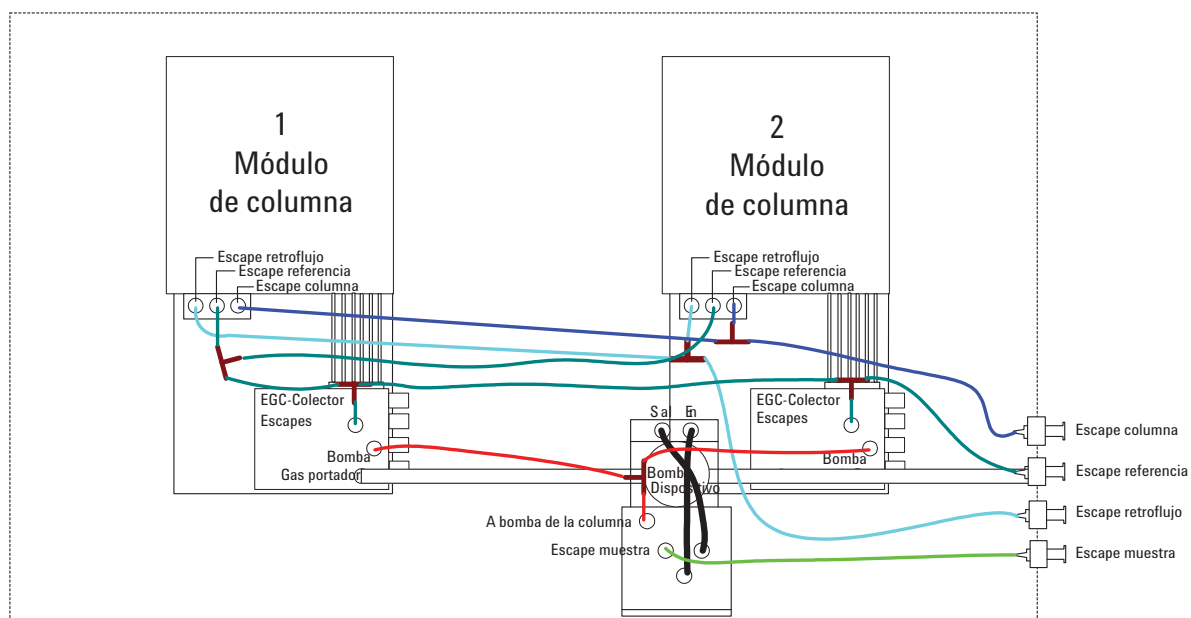 1
Módulo
de columna
Escape retroflujo
Escape referencia
Escape columna
2
Módulo
de columna
Escape retroflujo
Escape referencia
Escape columna
EGC-Colector
Escapes
Bomba
Gas portador
Sal
En
Bomba
Dispositivo
A bomba de la columna
Escape muestra
EGC-Colector
Escapes
Bomba
Escape columna
Escape referencia
Escape retroflujo
Escape muestra